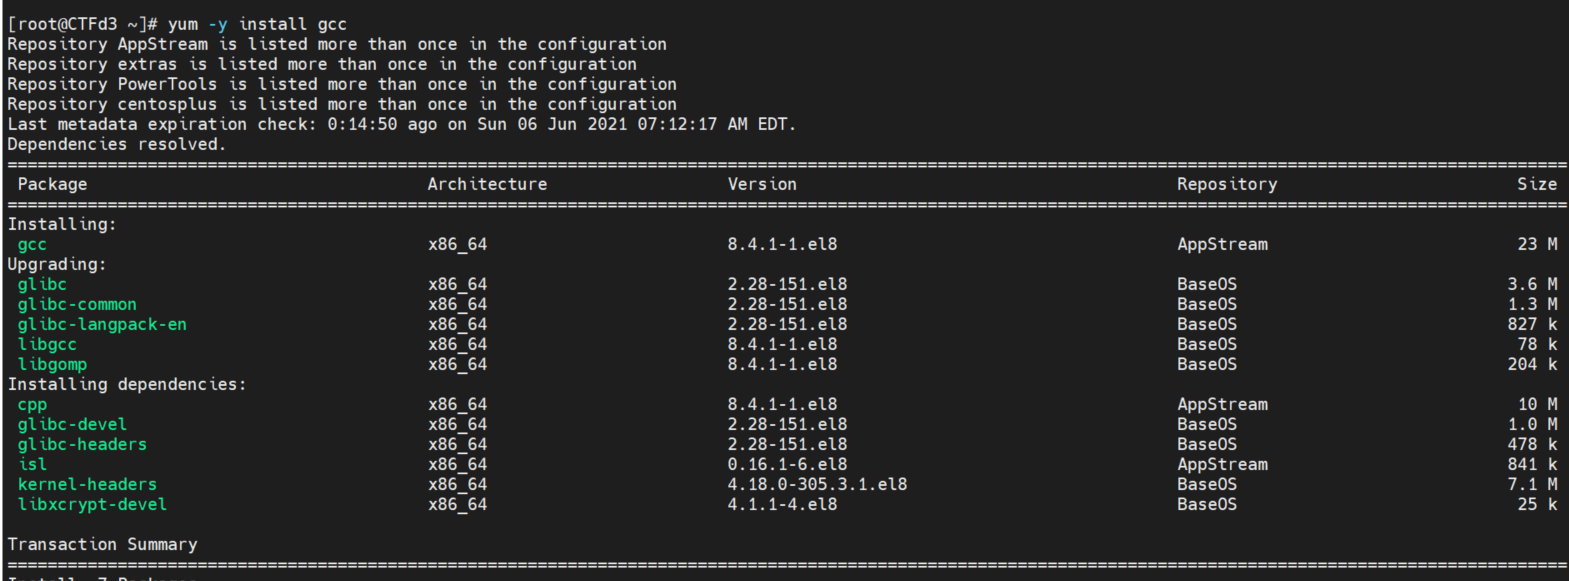 [root@CTFd3 ~]# yum -y install gcc
Repository AppStream is listed more than once in the configuration
Repository extras is listed more than once in the configuration
Repository PowerTools is listed more than once in the configuration
Repository centosplus is listed more than once in the configuration
Last metadata expiration check: 0:14:50 ago on Sun 06 Jun 2021 07:12:17 AM EDT.
Dependencies resolved.
Package Architecture Version Repository Size
Installing:
gcc x86_64 8.4.1-1.el8 AppStream 23 M
Upgrading:
glibc x86_64 2.28-151.el8 BaseOS 3.6 M
glibc-common x86_64 2.28-151.el8 BaseOS 1.3 M
glibc-langpack-en x86_64 2.28-151.el8 BaseOS 827 k
libgcc x86_64 8.4.1-1.el8 BaseOS 78 k
libgomp x86_64 8.4.1-1.el8 BaseOS 204 k
Installing dependencies:
cpp x86_64 8.4.1-1.el8 AppStream 10 M
glibc-devel x86_64 2.28-151.el8 BaseOS 1.0 M
glibc-headers x86_64 2.28-151.el8 BaseOS 478 k
isl x86_64 0.16.1-6.el8 AppStream 841 k
kernel-headers x86_64 4.18.0-305.3.1.el8 BaseOS 7.1 M
libxcrypt-devel x86_64 4.1.1-4.el8 BaseOS 25 k
Transaction Summary